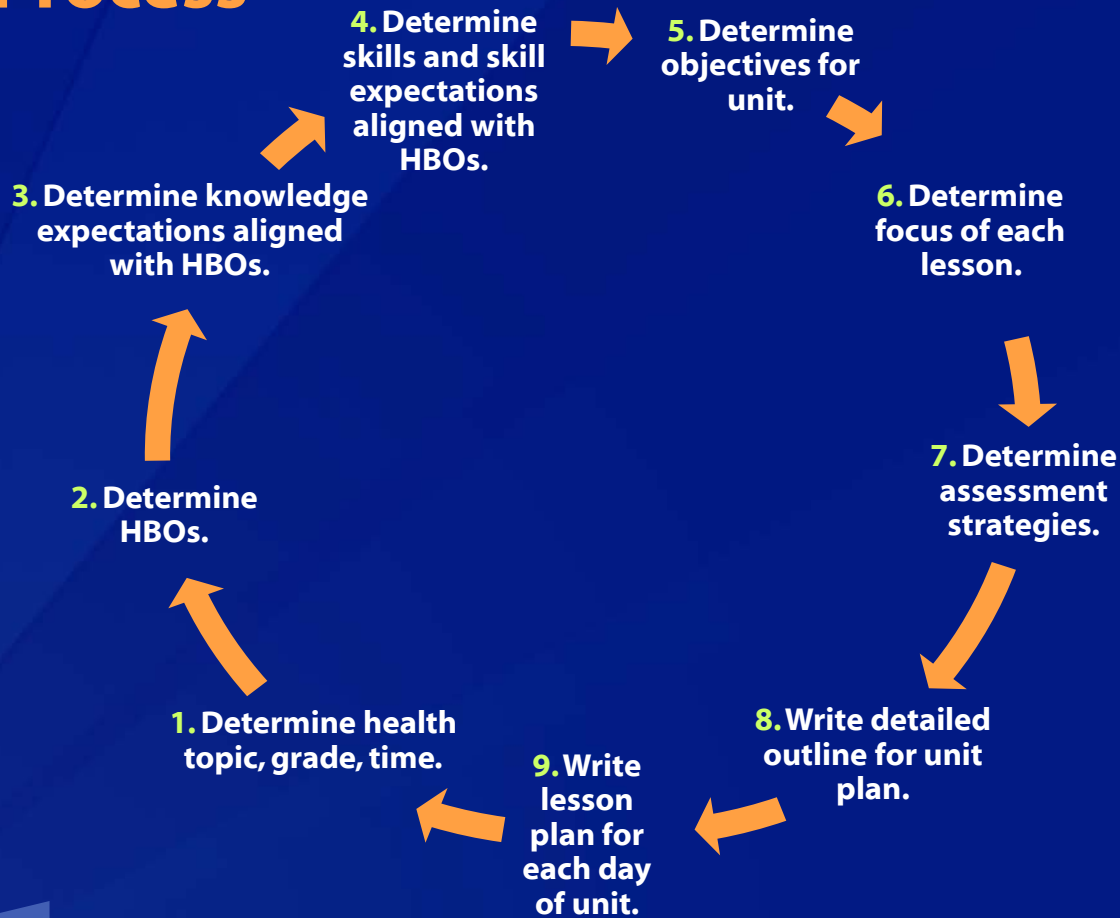 Process
4. Determine
skills and skill
expectations
aligned with
HBOs.
5. Determine
objectives for
unit.
6. Determine
focus of each
lesson.
7. Determine
assessment
strategies.
8. Write detailed
outline for unit
plan.
9. Write
lesson
plan for
each day
of unit.
1. Determine health
topic, grade, time.
2. Determine
HBOs.
3. Determine knowledge
expectations aligned
with HBOs.